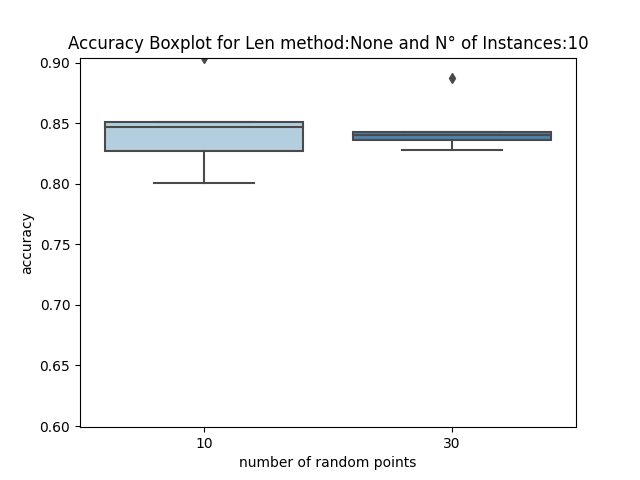 Accuracy Boxplot for Len method:None and N° of Instances:10
0.90
0.85
0.80
0.75
0.70
0.65
0.60
accuracy
10 30
number of random points